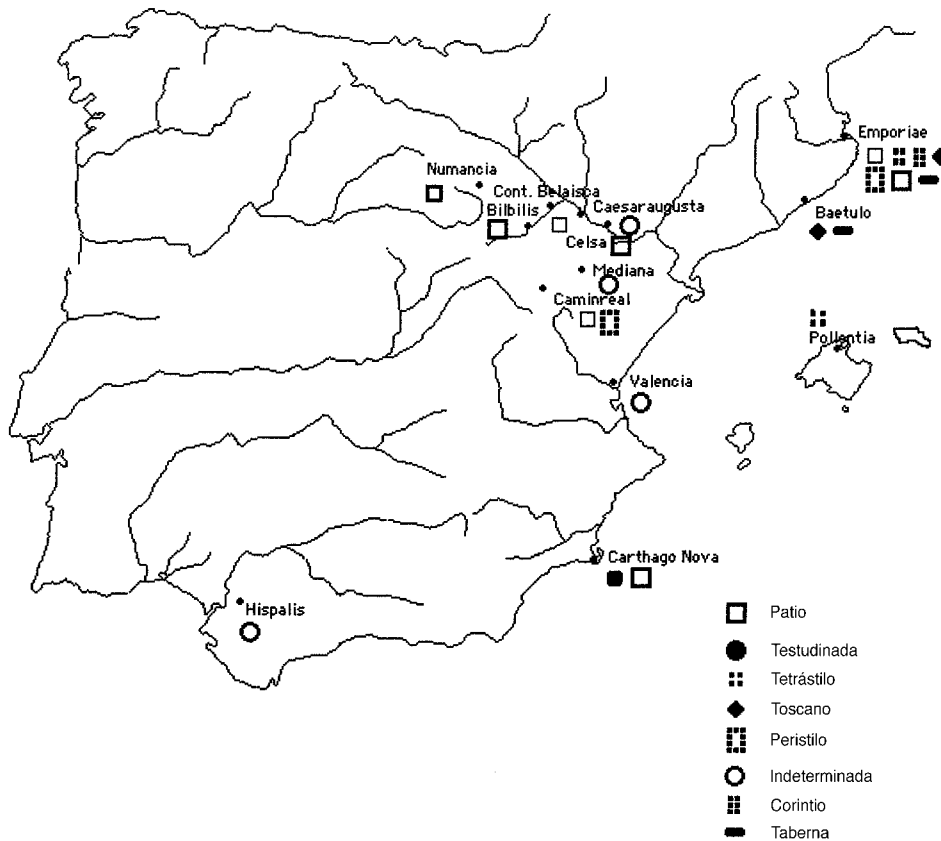 Emporiae
Numancia
Cont. Belaisca
Bilbilis
Caesaraugusta
Baetulo
Celsa
Mediana
Caminreal
Pollentia
Valencia
Carthago Nova
Hispalis
Patio
Testudinada
Tetrástilo
Toscano
Peristilo
Indeterminada
Corintio
Taberna